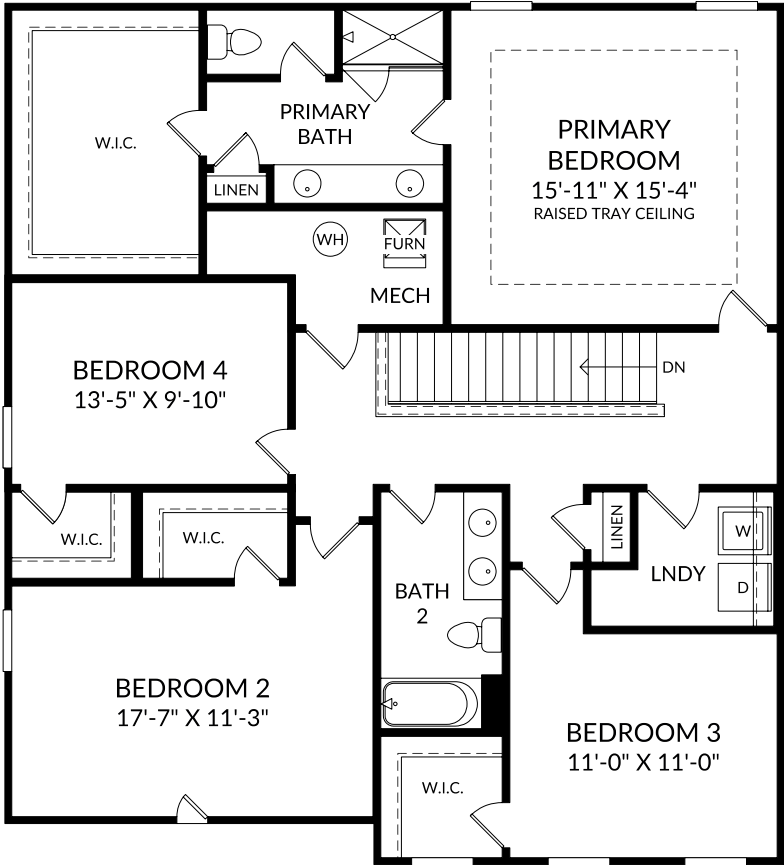 W.I.C.
PRIMARY
BATH
LINEN
PRIMARY
BEDROOM
15'-11" X 15'-4"
RAISED TRAY CEILING
WH
FURN
MECH
BEDROOM 4
13'-5" X 9'-10"
DN
W.I.C.
W.I.C.
BATH
2
LINEN
LNDY
W
D
BEDROOM 2
17'-7" X 11'-3"
BEDROOM 3
11'-0" X 11'-0"
W.I.C.